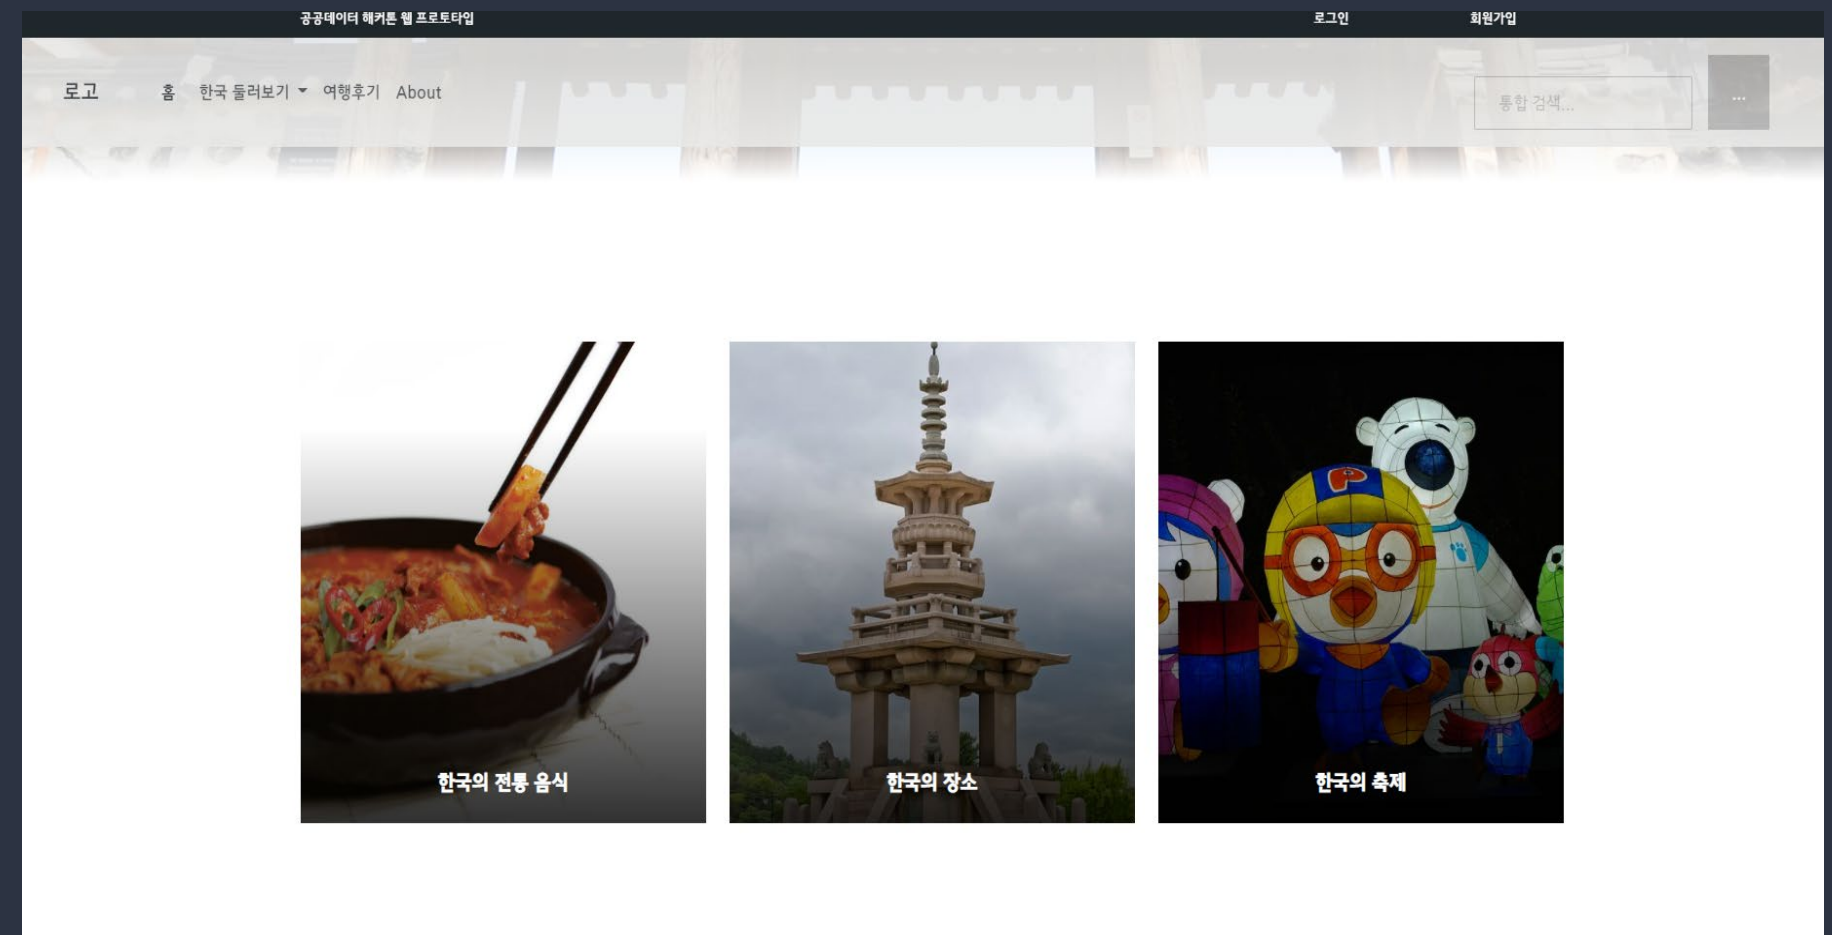 공공데이터 해커톤 웹 프로토타입 로그인 회원가입
로고 홈 한국 둘러보기 여행후기 About 통합 검색... ...
P
한국의 전통 음식 한국의 장소 한국의 축제